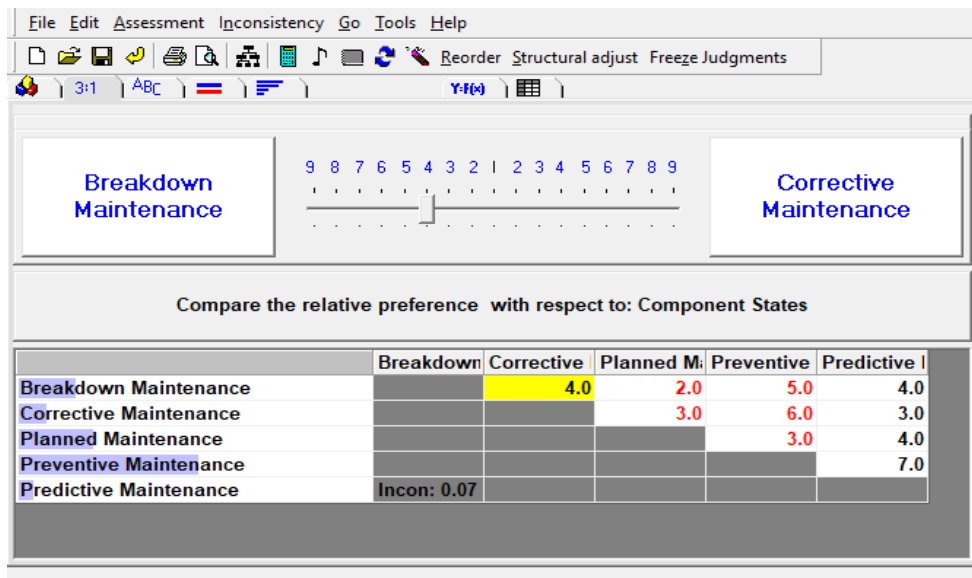 File Edit Assessment Inconsistency Go Tools Help
Reorder Structural adjust Freeze Judgments
3:1 ABC Y=F(x)
9 8 7 6 5 4 3 2 1 2 3 4 5 6 7 8 9
Breakdown Maintenance
Corrective Maintenance
Compare the relative preference with respect to: Component States
Breakdown Corrective Planned Ma Preventive Predictive
Breakdown Maintenance 4.0 2.0 5.0 4.0
Corrective Maintenance 3.0 6.0 3.0
Planned Maintenance 3.0 4.0
Preventive Maintenance 7.0
Predictive Maintenance Incon: 0.07